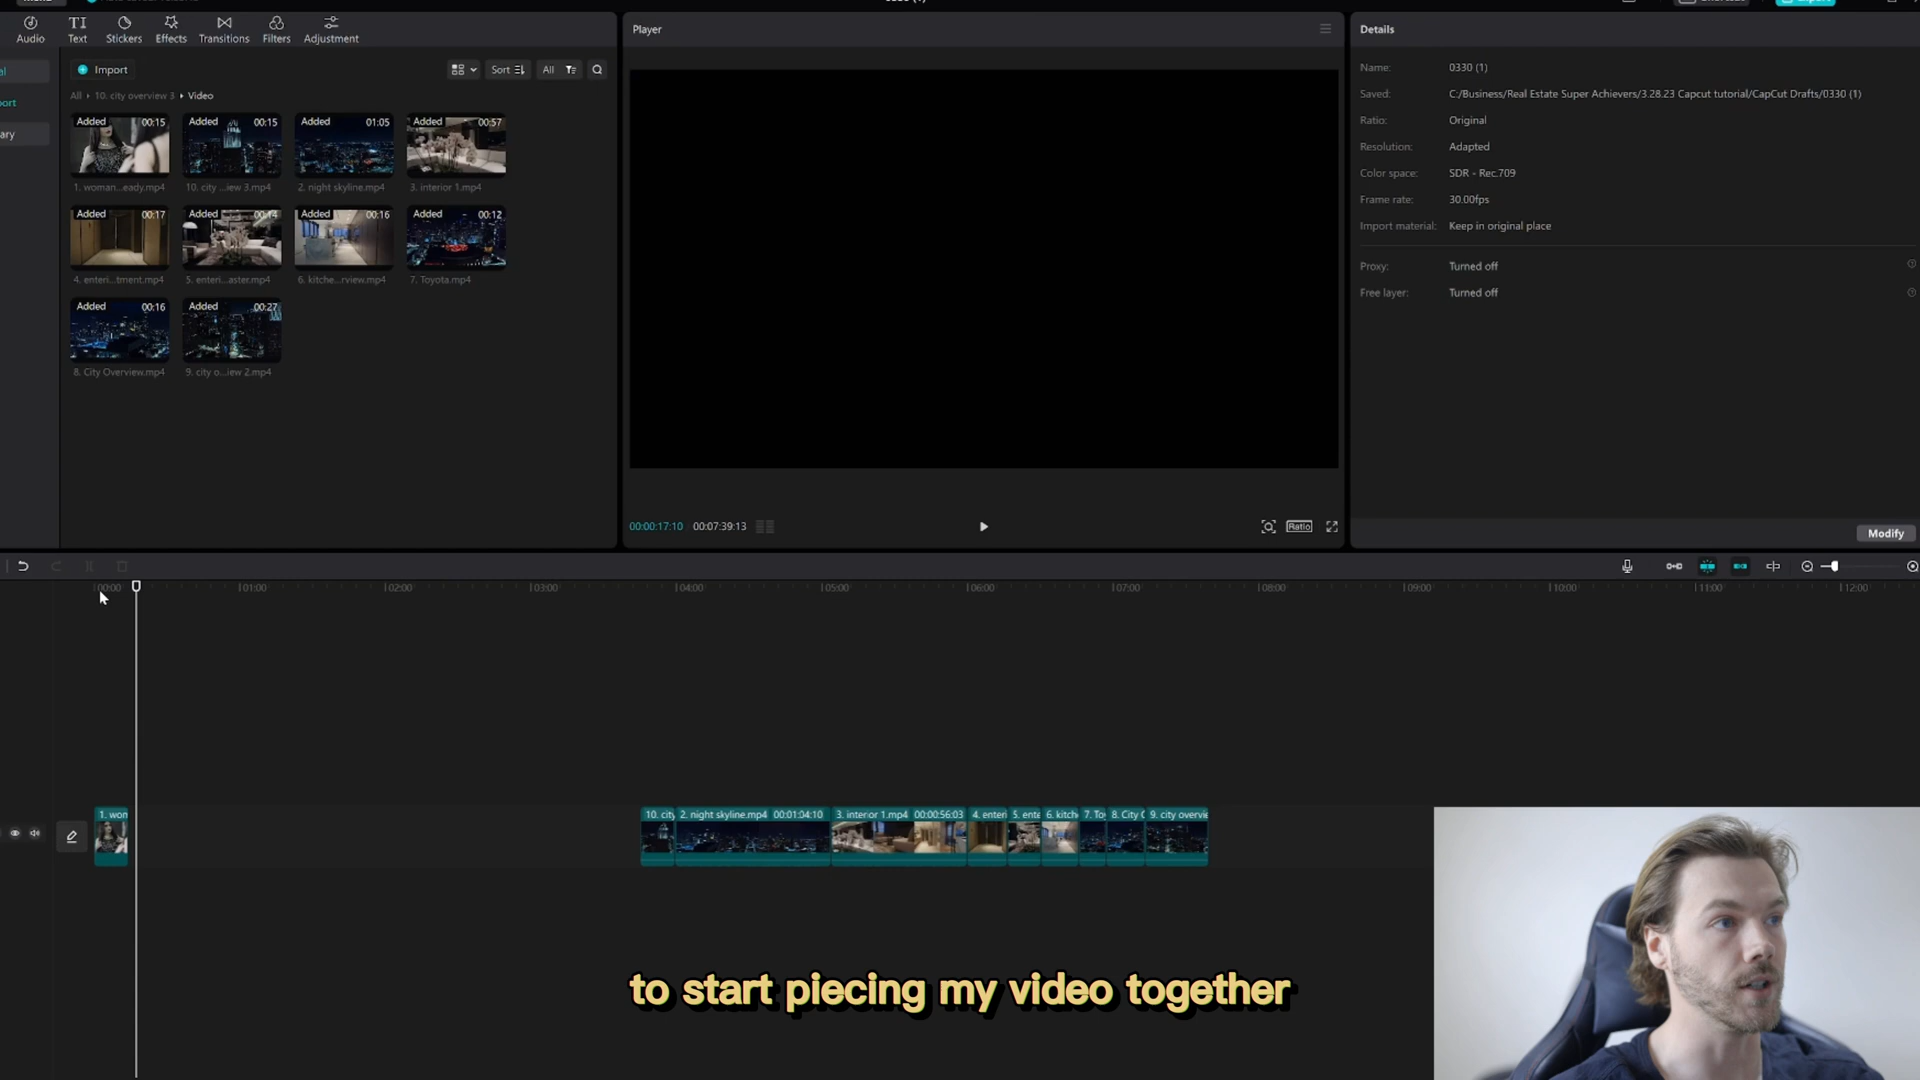 0330 (1)
Audio
Text
Stickers
Effects
Transitions
Filters
Adjustment
Import
Sort
All
All
10. city overview 3
Video
Added 00:15
Added 00:15
Added 01:05
Added 00:57
1. woman...eady.mp4
10. city ...iew 3.mp4
2. night skyline.mp4
3. interior 1.mp4
Added 00:17
Added 00:14
Added 00:16
Added 00:12
4. enteri...tment.mp4
5. enteri...aster.mp4
6. kitche...rview.mp4
7. Toyota.mp4
Added 00:16
Added 00:27
8. City Overview.mp4
9. city o...iew 2.mp4
Player
00:00:17:10 00:07:39:13
Ratio
Details
Name: 0330 (1)
Saved: C:/Business/Real Estate Super Achievers/3.28.23 Capcut tutorial/CapCut Drafts/0330 (1)
Ratio: Original
Resolution: Adapted
Color space: SDR - Rec.709
Frame rate: 30.00fps
Import material: Keep in original place
Proxy: Turned off
Free layer: Turned off
Modify
00:00 01:00 02:00 03:00 04:00 05:00 06:00 07:00 08:00 09:00 10:00 11:00 12:00
1. won
10. city
2. night skyline.mp4 00:01:04:10
3. interior 1.mp4 00:00:56:03
4. enteri
5. ente
6. kitch
7. Toy
8. City O
9. city overvie
to start piecing my video together